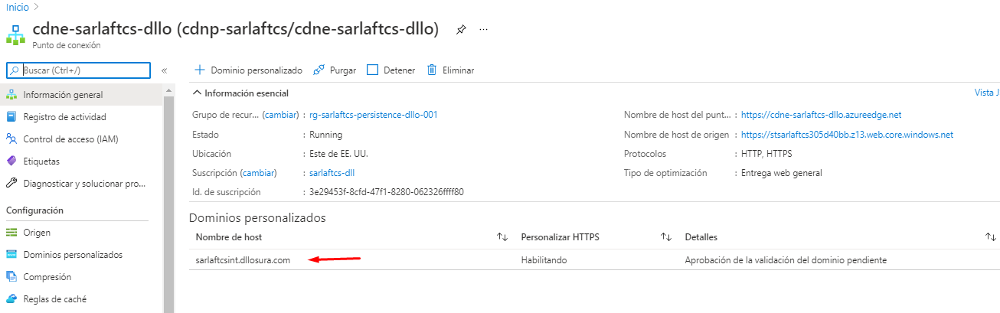 Inicio
cdne-sarlaftcs-dllo (cdnp-sarlaftcs/cdne-sarlaftcs-dllo)
Punto de conexión
Buscar (Ctrl+/)
Información general
Registro de actividad
Control de acceso (IAM)
Etiquetas
Diagnosticar y solucionar pro...
Configuración
Origen
Dominios personalizados
Compresión
Reglas de caché
Dominio personalizado Purgar Detener Eliminar
Información esencial
Vista J
Grupo de recur... (cambiar) : rg-sarlaftcs-persistence-dllo-001
Estado : Running
Ubicación : Este de EE. UU.
Suscripción (cambiar) : sarlaftcs-dll
Id. de suscripción : 3e29453f-8cfd-47f1-8280-062326ffff80
Nombre de host del punt... : https://cdne-sarlaftcs-dllo.azureedge.net
Nombre de host de origen : https://stsarlaftcs305d40bb.z13.web.core.windows.net
Protocolos : HTTP, HTTPS
Tipo de optimización : Entrega web general
Dominios personalizados
Nombre de host Personalizar HTTPS Detalles
sarlaftcsint.dllosura.com Habilitando Aprobación de la validación del dominio pendiente